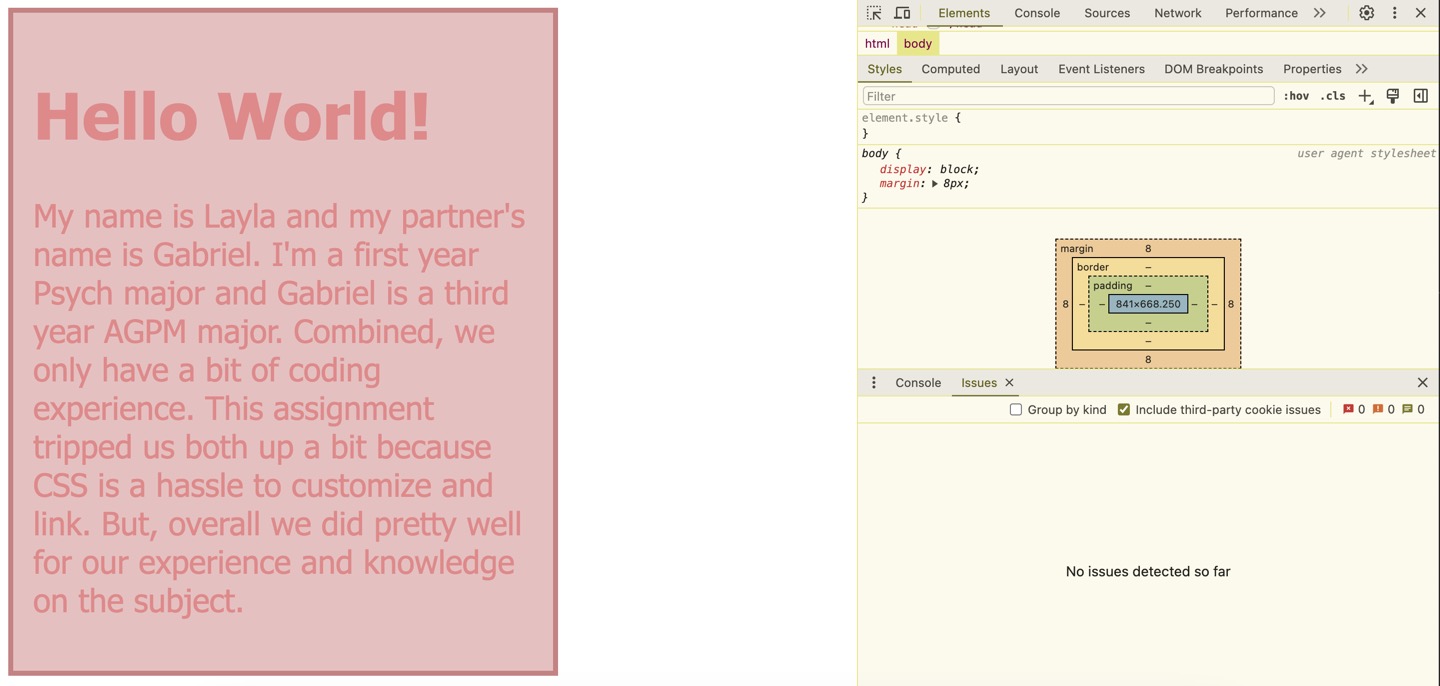 Hello World!
My name is Layla and my partner's
name is Gabriel. I'm a first year
Psych major and Gabriel is a third
year AGPM major. Combined, we
only have a bit of coding
experience. This assignment
tripped us both up a bit because
CSS is a hassle to customize and
link. But, overall we did pretty well
for our experience and knowledge
on the subject.
Elements Console Sources Network Performance
html body
Styles Computed Layout Event Listeners DOM Breakpoints Properties
Filter :hov .cls
element.style {
}
body { user agent stylesheet
display: block;
margin: 8px;
}
margin 8
border –
padding –
8 – – 841×668.250 – – 8
–
–
8
Console Issues
Group by kind Include third-party cookie issues 0 0 0
No issues detected so far